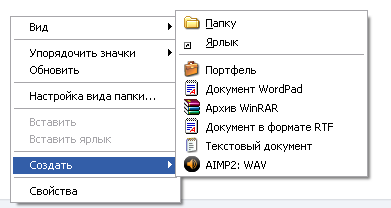 Вид
Упорядочить значки
Обновить
Настройка вида папки...
Вставить
Вставить ярлык
Создать
Свойства
Папку
Ярлык
Портфель
Документ WordPad
Архив WinRAR
Документ в формате RTF
Текстовый документ
AIMP2: WAV